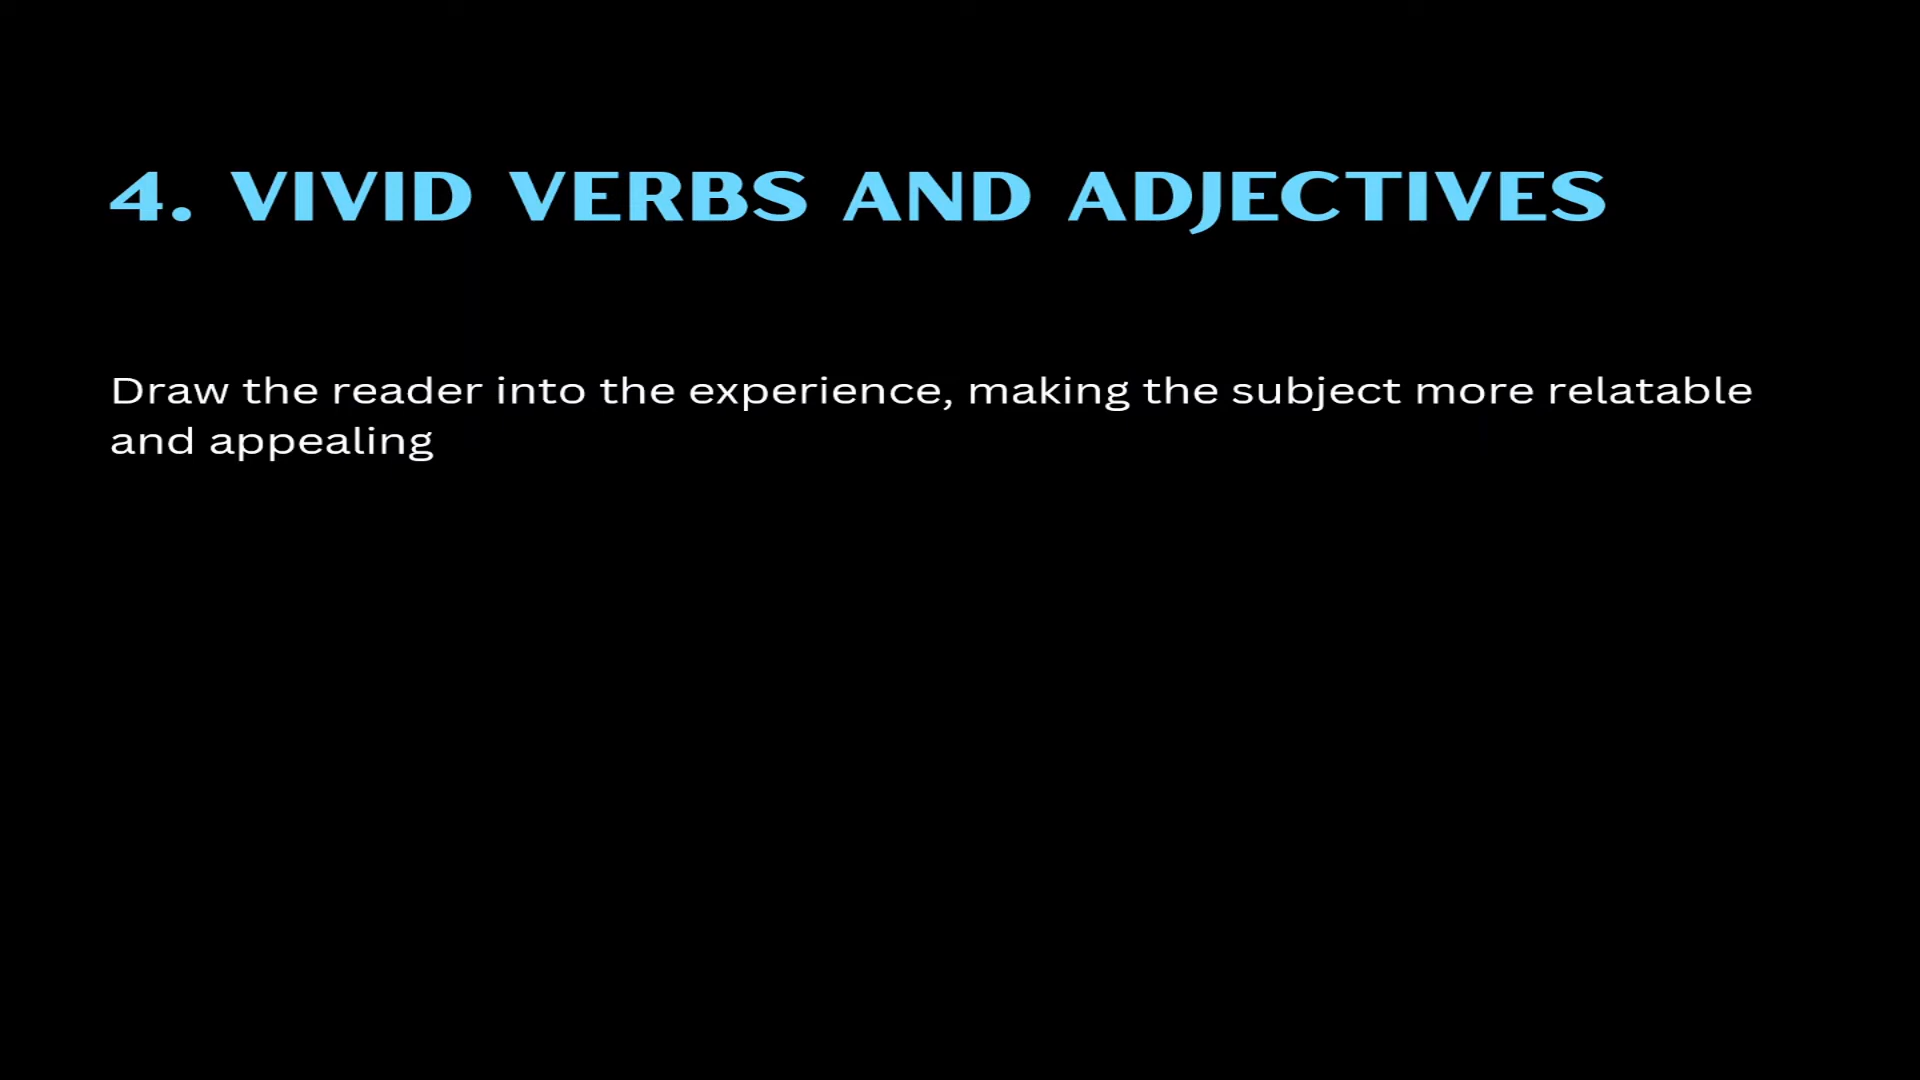 4. VIVID VERBS AND ADJECTIVES
Draw the reader into the experience, making the subject more relatable
and appealing